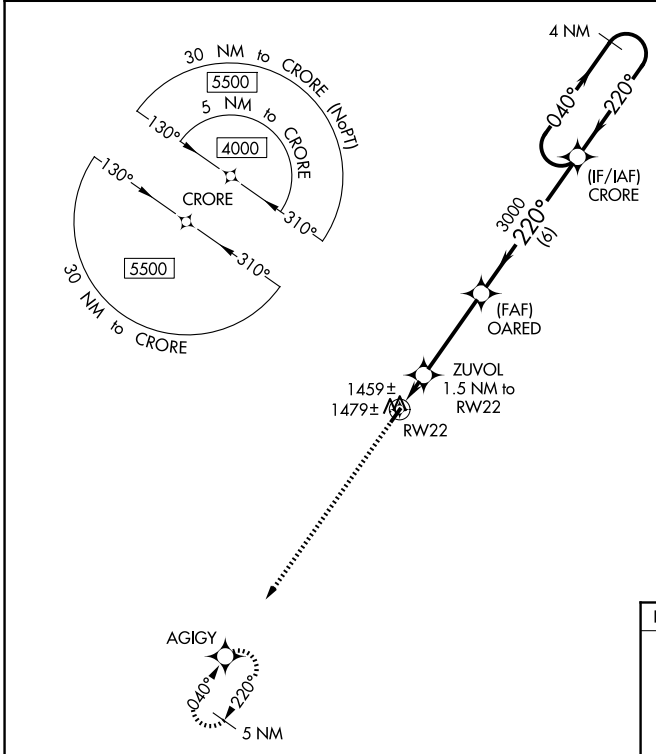 30 NM to CRORE (NoPT)
5500
5 NM to CRORE
4000
130°
310°
CRORE
130°
310°
5500
30 NM to CRORE
4 NM
040°
220°
(IF/IAF)
CRORE
3000
220°
(6)
(FAF)
OARED
ZUVOL
1.5 NM to
RW22
1459±
1479±
RW22
AGIGY
040°
220°
5 NM